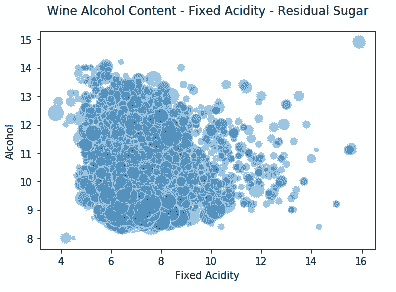 Wine Alcohol Content - Fixed Acidity - Residual Sugar
15
14
13
12
11
10
9
8
Alcohol
4 6 8 10 12 14 16
Fixed Acidity